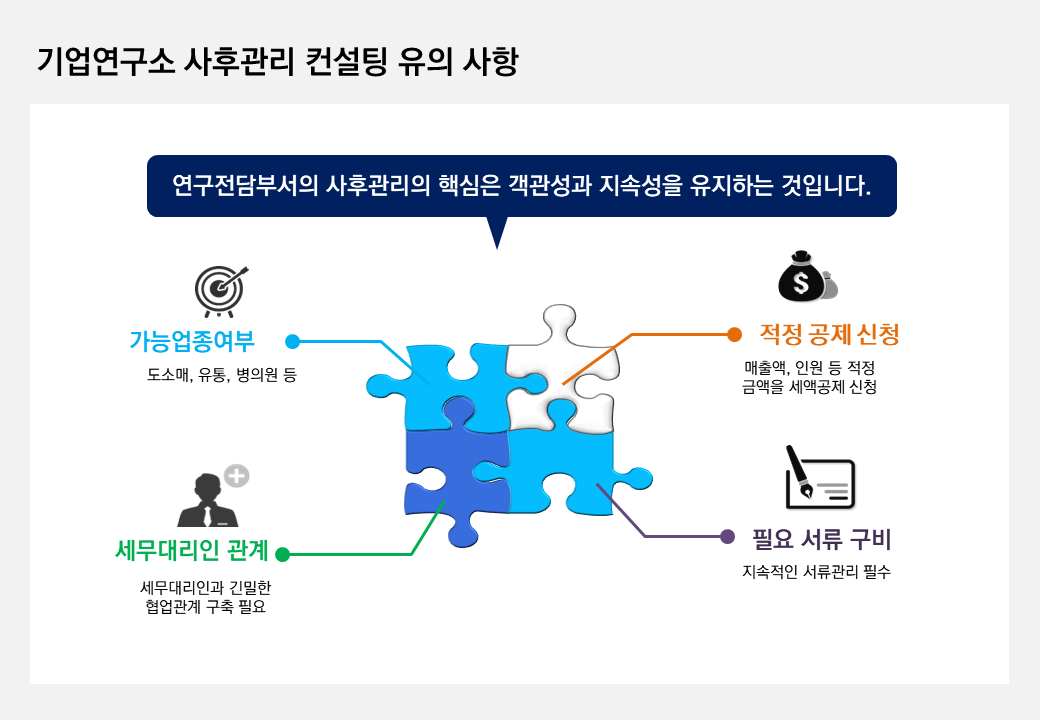 기업연구소 사후관리 컨설팅 유의 사항
연구전담부서의 사후관리의 핵심은 객관성과 지속성을 유지하는 것입니다.
가능업종여부
도소매, 유통, 병의원 등
$
적정 공제 신청
매출액, 인원 등 적정
금액을 세액공제 신청
세무대리인 관계
세무대리인과 긴밀한
협업관계 구축 필요
필요 서류 구비
지속적인 서류관리 필수